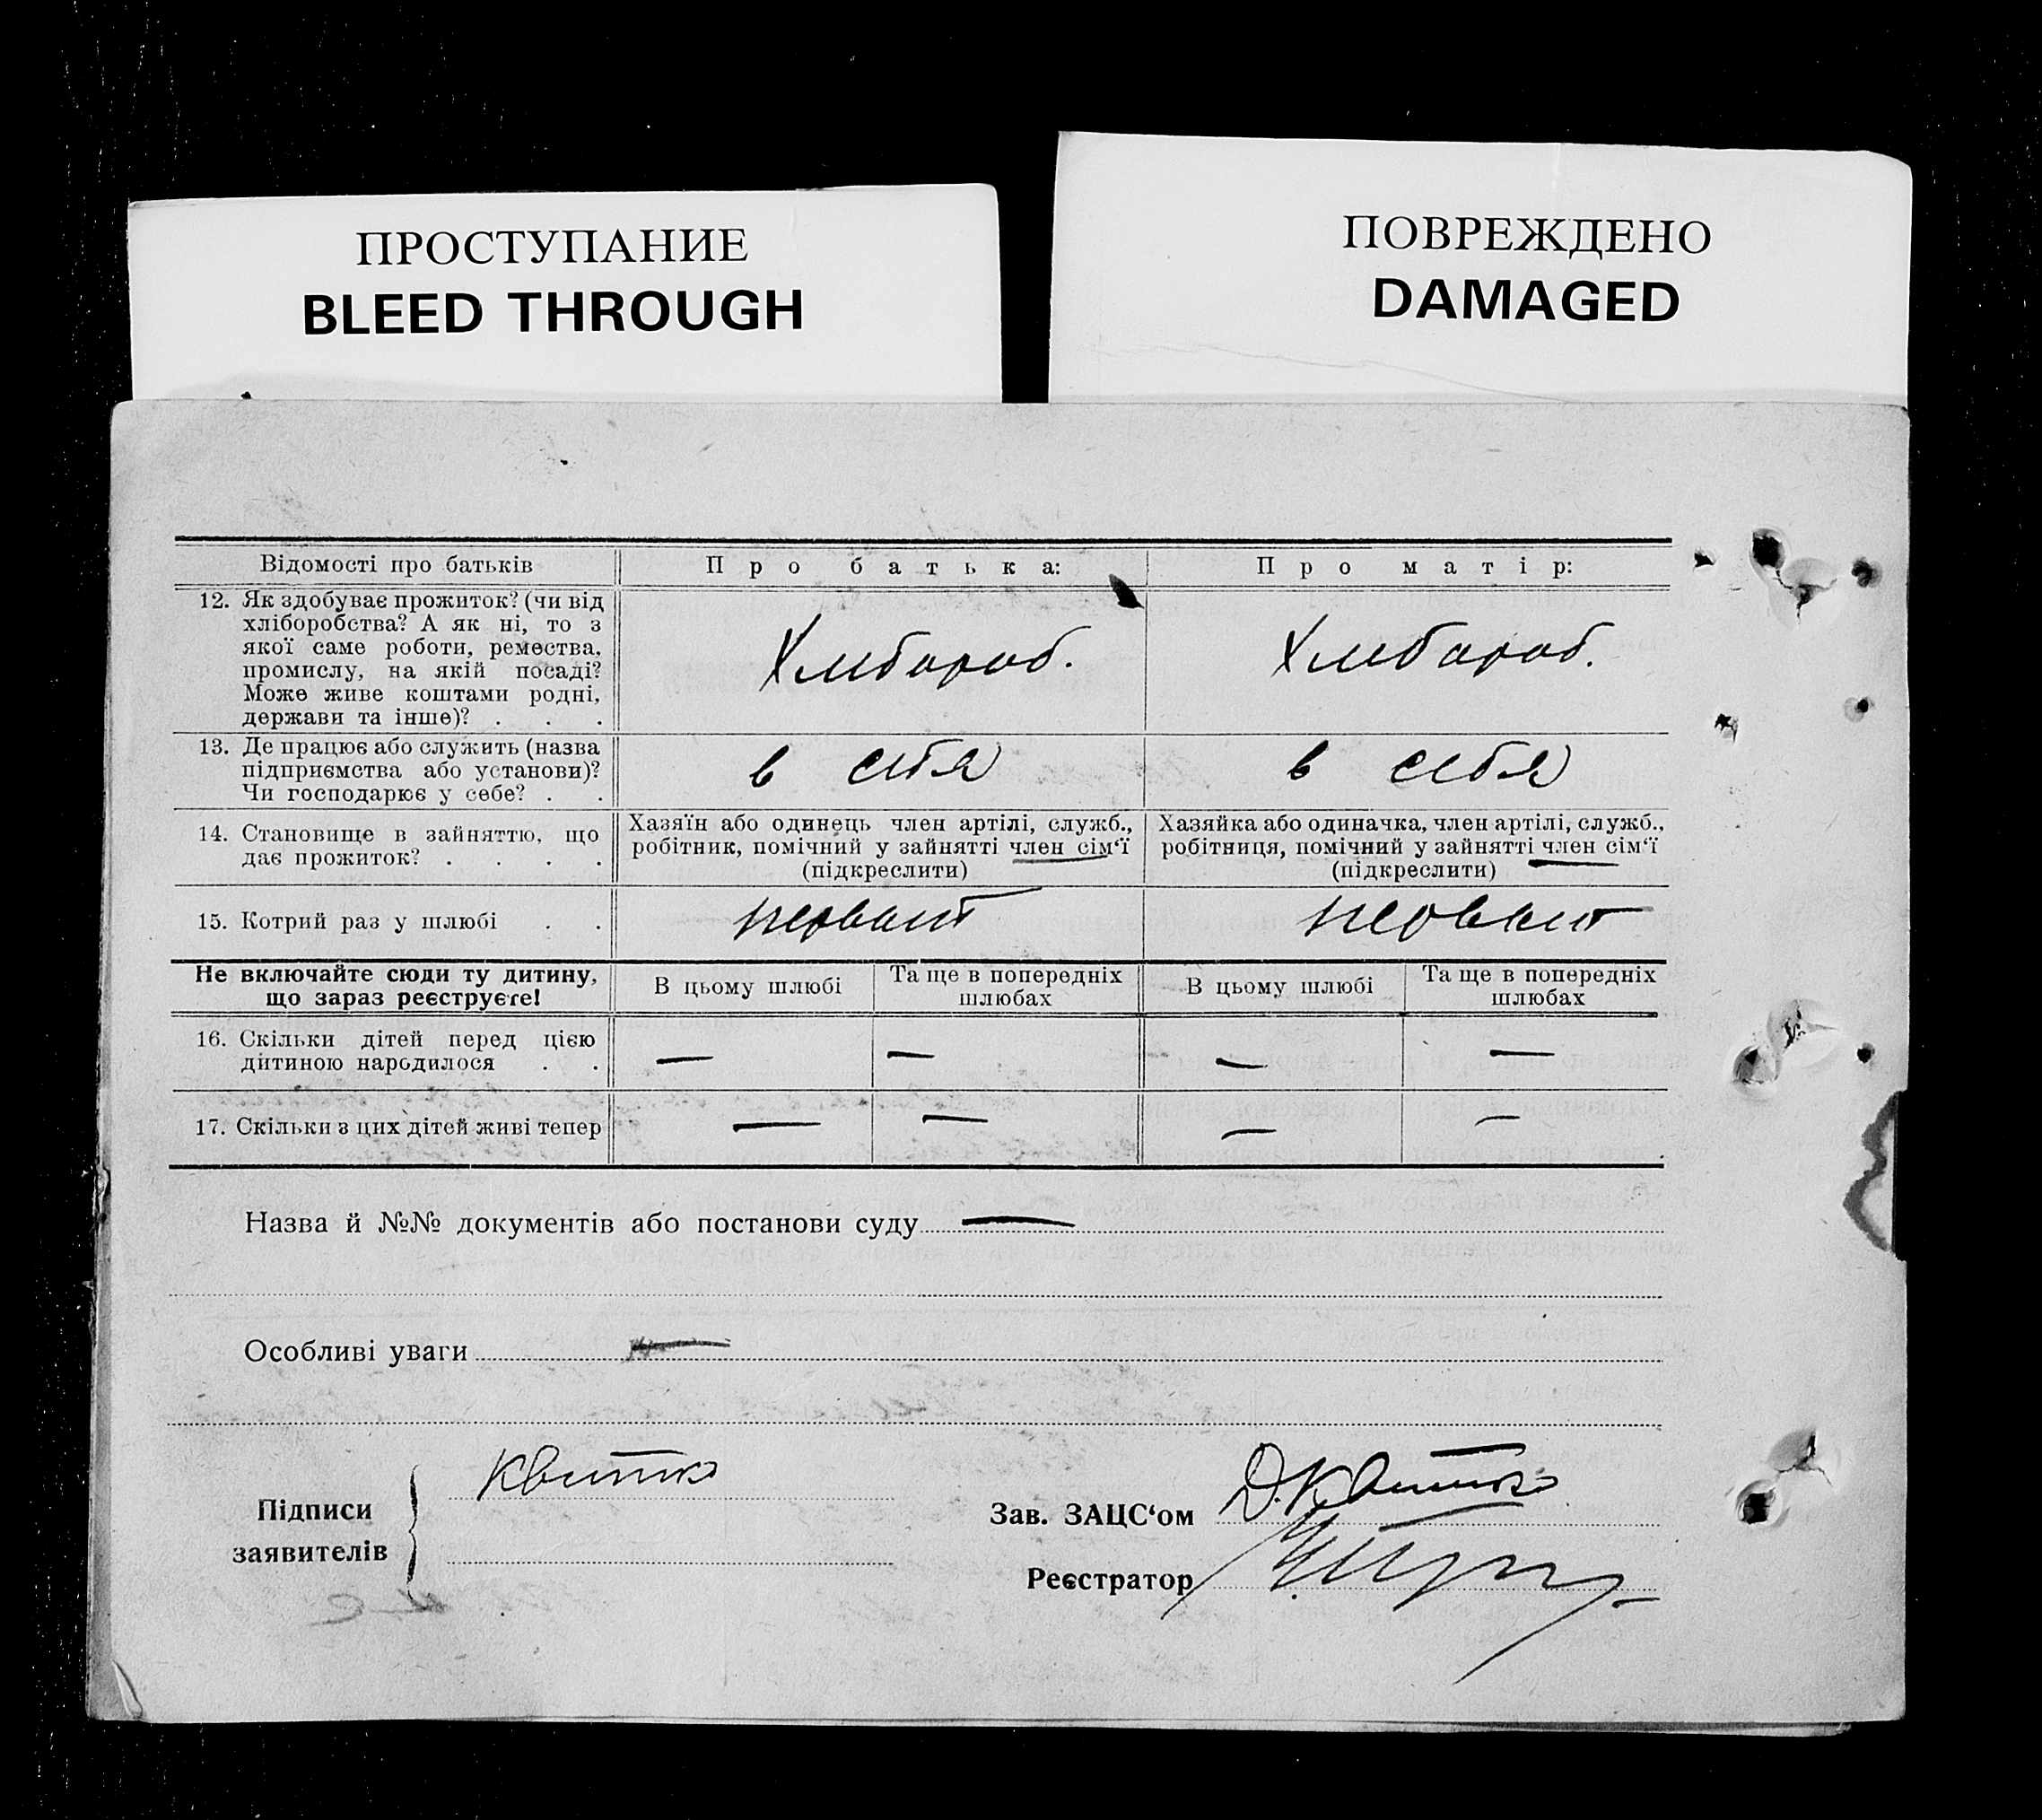 ПРОСТУПАНИЕ
BLEED THROUGH
ПОВРЕЖДЕНО
DAMAGED
Відомості про батьків
Про батька:
Про матір:
12. Як здобуває прожиток? (чи від
хліборобства? А як ні, то з
якої саме роботи, ремества,
промислу, на якій посаді?
Може живе коштами родні,
держави та інше)? . . .
Хлібороб.
Хлібороб.
13. Де працює або служить (назва
підприємства або установи)?
Чи господарює у себе? . .
в себя
в себя
14. Становище в зайняттю, що
дає прожиток? . . . .
Хазяїн або одинець член артілі, служб.,
робітник, помічний у зайнятті член сім‘ї
(підкреслити)
Хазяйка або одиначка, член артілі, служб.,
робітниця, помічний у зайнятті член сім‘ї
(підкреслити)
15. Котрий раз у шлюбі . .
первий
первий
Не включайте сюди ту дитину,
що зараз реєструєте!
В цьому шлюбі
Та ще в попередніх
шлюбах
В цьому шлюбі
Та ще в попередніх
шлюбах
16. Скільки дітей перед цією
дитиною народилося . .
— — — —
17. Скільки з цих дітей живі тепер
— — — —
Назва й №№ документів або постанови суду —
Особливі уваги —
Підписи
заявителів
Квитко
Зав. ЗАЦС‘ом Д. Квитко
Реєстратор